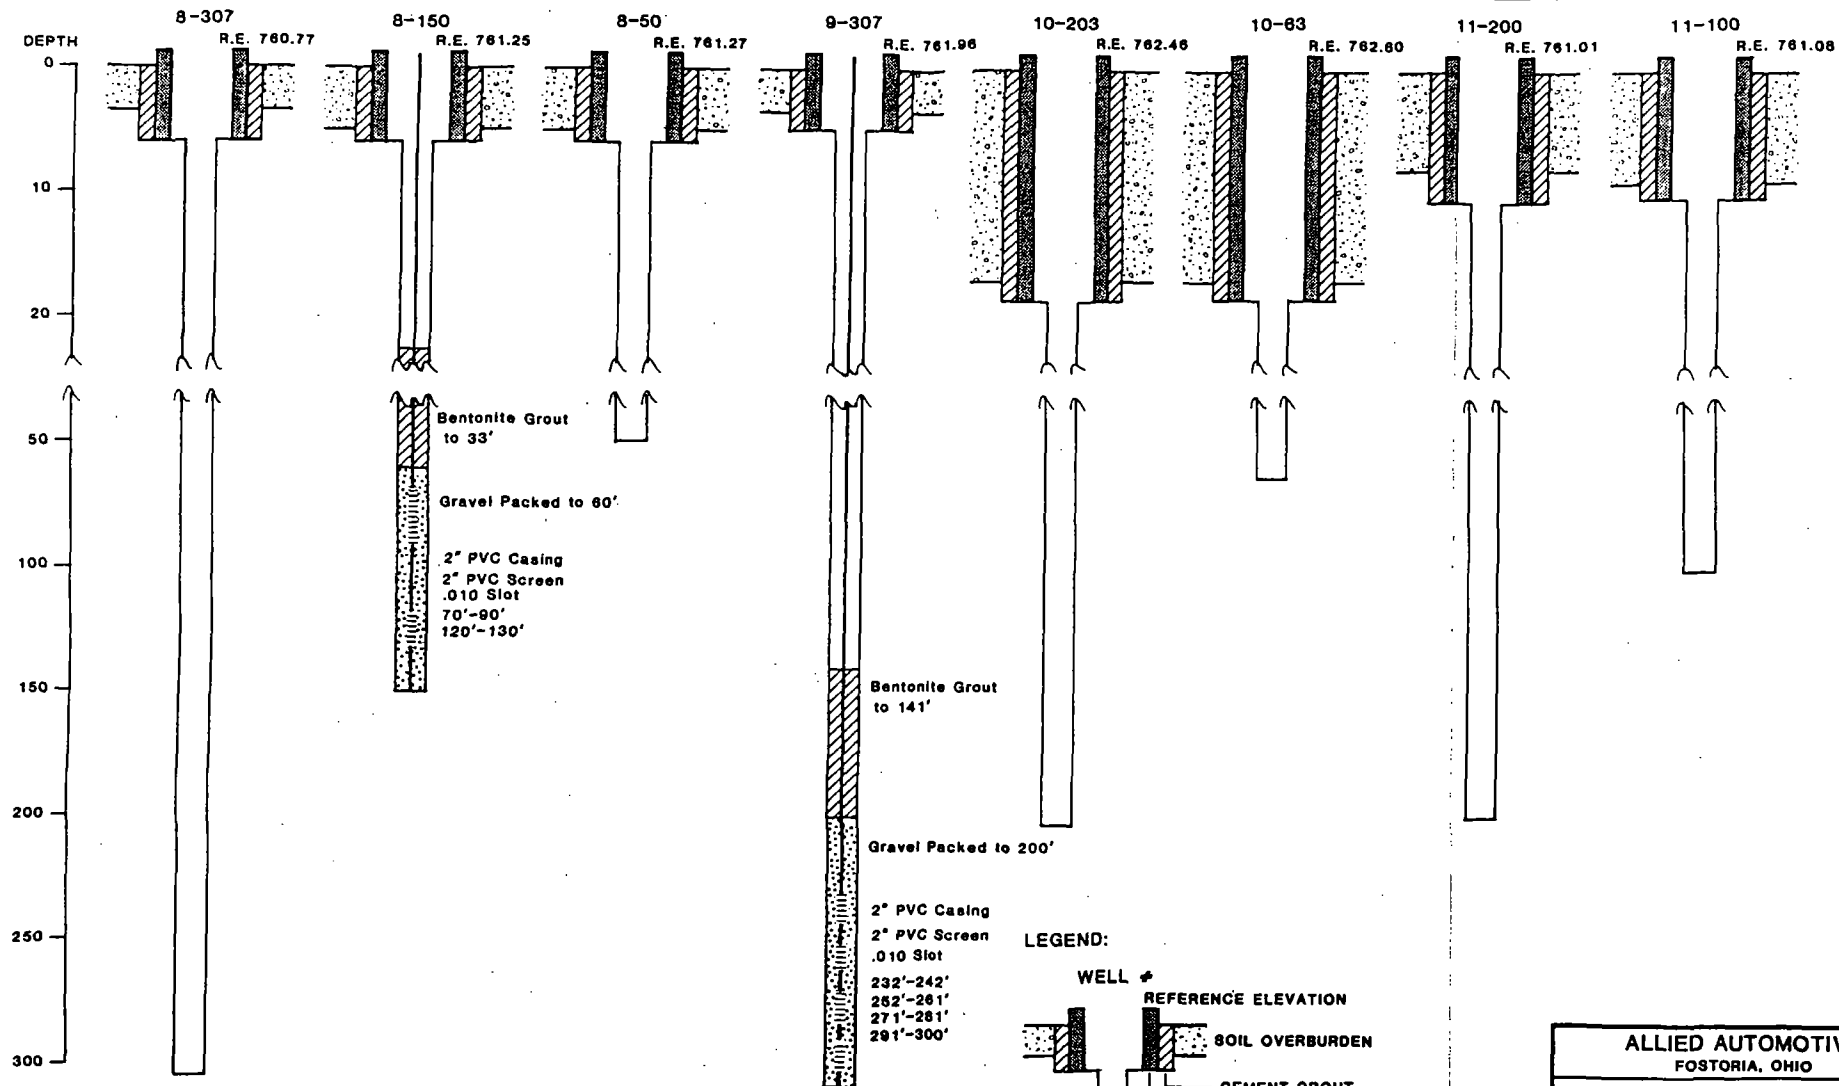 8-307
8-150
8-50
9-307
10-203
10-63
11-200
11-100
DEPTH
R.E. 760.77
R.E. 761.25
R.E. 761.27
R.E. 761.96
R.E. 762.46
R.E. 762.60
R.E. 761.01
R.E. 761.08
0
10
20
50
100
150
200
250
300
Bentonite Grout
to 33'
Gravel Packed to 60'
2" PVC Casing
2" PVC Screen
.010 Slot
70'-90'
120'-130'
Bentonite Grout
to 141'
Gravel Packed to 200'
2" PVC Casing
2" PVC Screen
.010 Slot
232'-242'
252'-261'
271'-281'
291'-300'
LEGEND:
WELL #
REFERENCE ELEVATION
SOIL OVERBURDEN
CEMENT GROUT
ALLIED AUTOMOTIV
FOSTORIA, OHIO